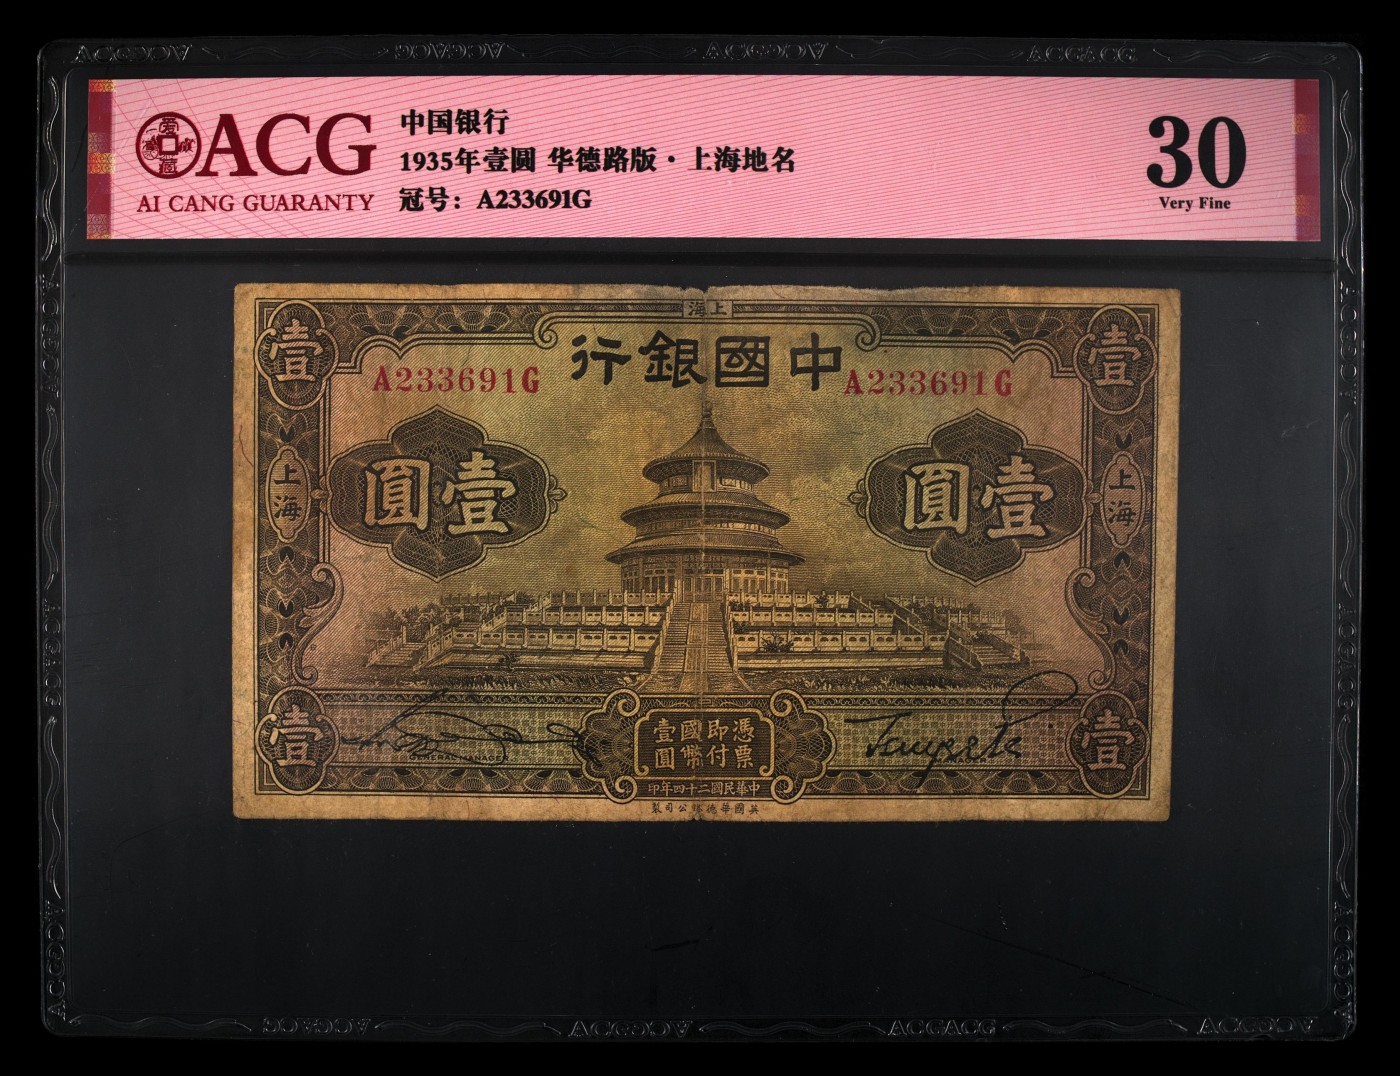 ACG
AI CANG GUARANTY
中国银行
1935年壹圆 华德路版·上海地名
冠号：A233691G
30
Very Fine
海上
行銀國中
A233691G
A233691G
壹
壹
圓壹
圓壹
上海
上海
憑票
即付
國幣
壹圓
壹
壹
GENERAL MANAGER
印年四十二國民華中
製司公路德華國英
ACGACG